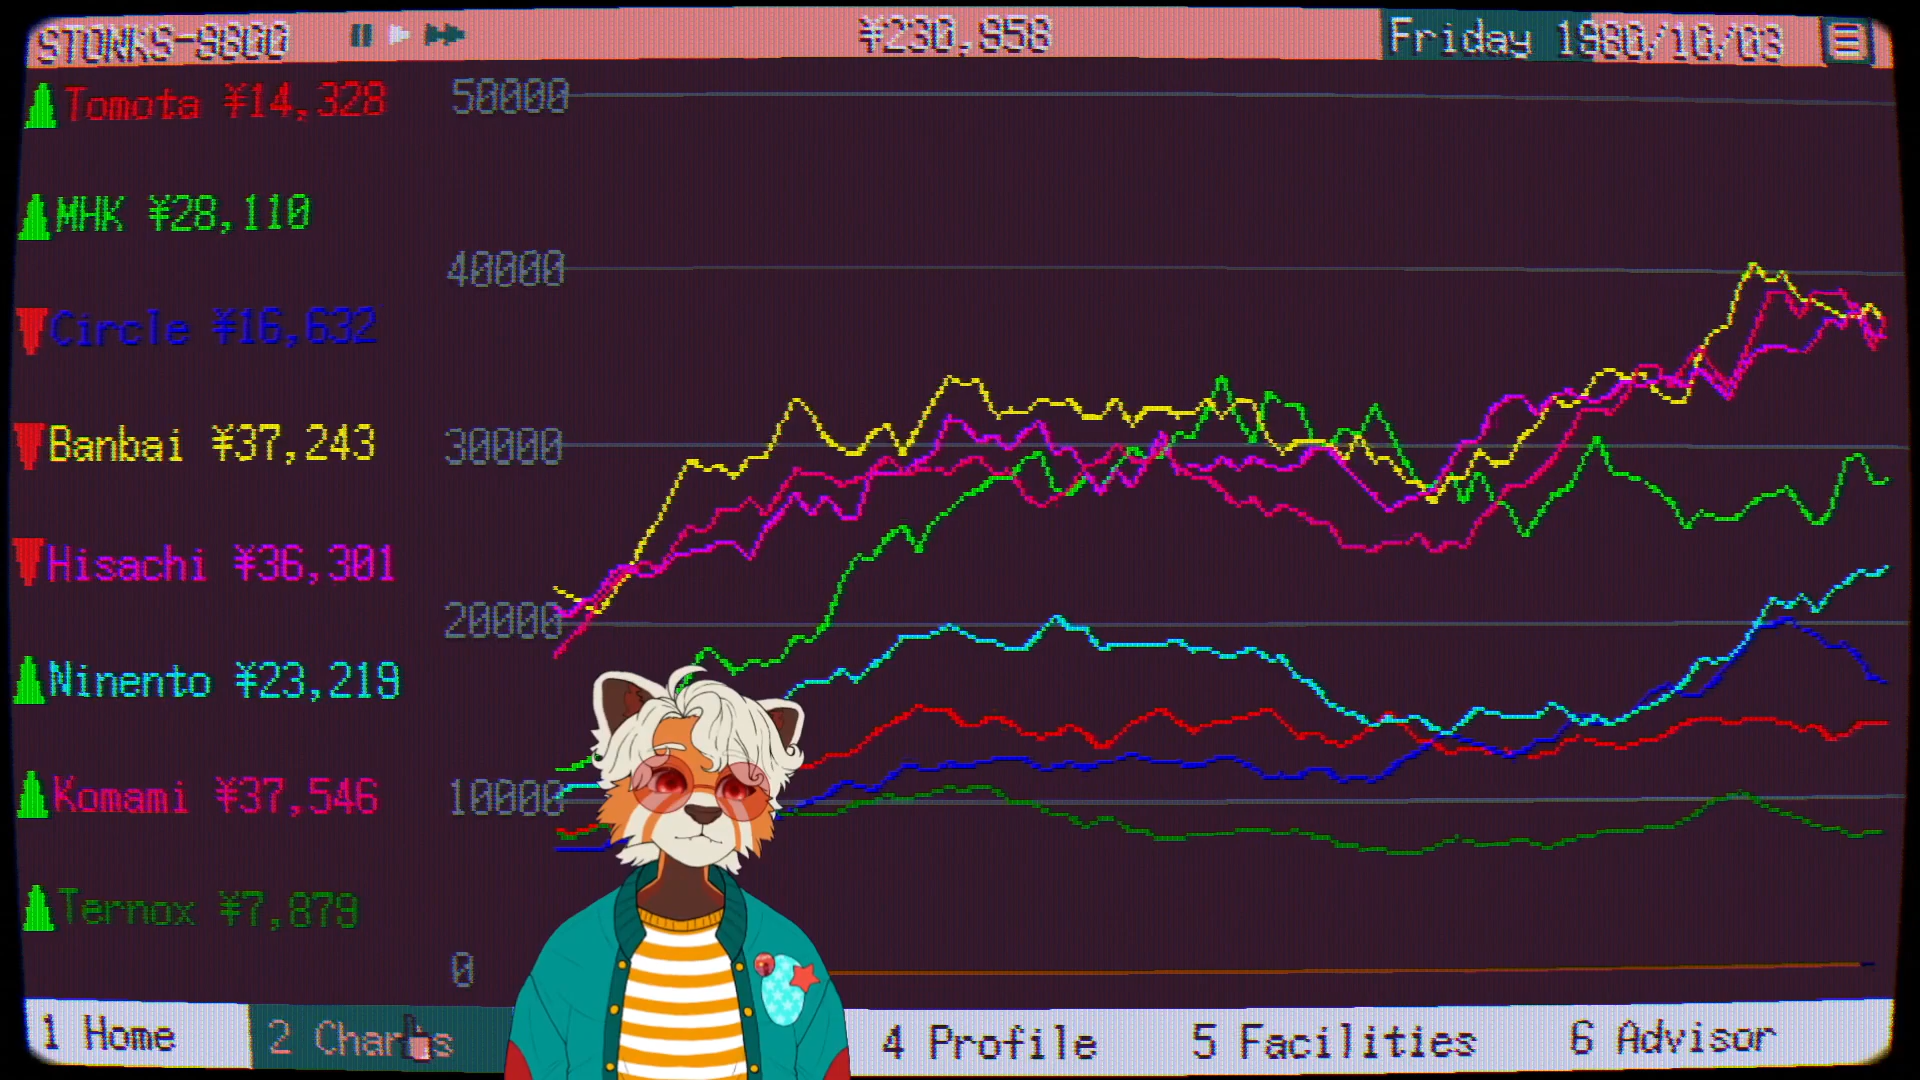 STONKS-9800
¥230,958
Friday 1980/10/03
Tomota ¥14,328
MHK ¥28,110
Circle ¥16,632
Banbai ¥37,243
Hisachi ¥36,301
Ninento ¥23,219
Komami ¥37,546
Ternox ¥7,879
50000
40000
30000
20000
10000
0
1 Home
2 Charts
4 Profile
5 Facilities
6 Advisor